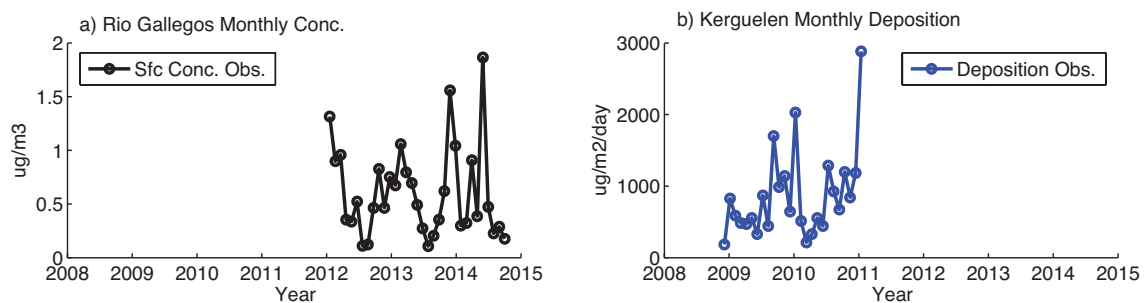 a) Rio Gallegos Monthly Conc.
2
1.5
1
0.5
0
ug/m3
Sfc Conc. Obs.
2008 2009 2010 2011 2012 2013 2014 2015
Year
b) Kerguelen Monthly Deposition
3000
2000
1000
0
ug/m2/day
Deposition Obs.
2008 2009 2010 2011 2012 2013 2014 2015
Year